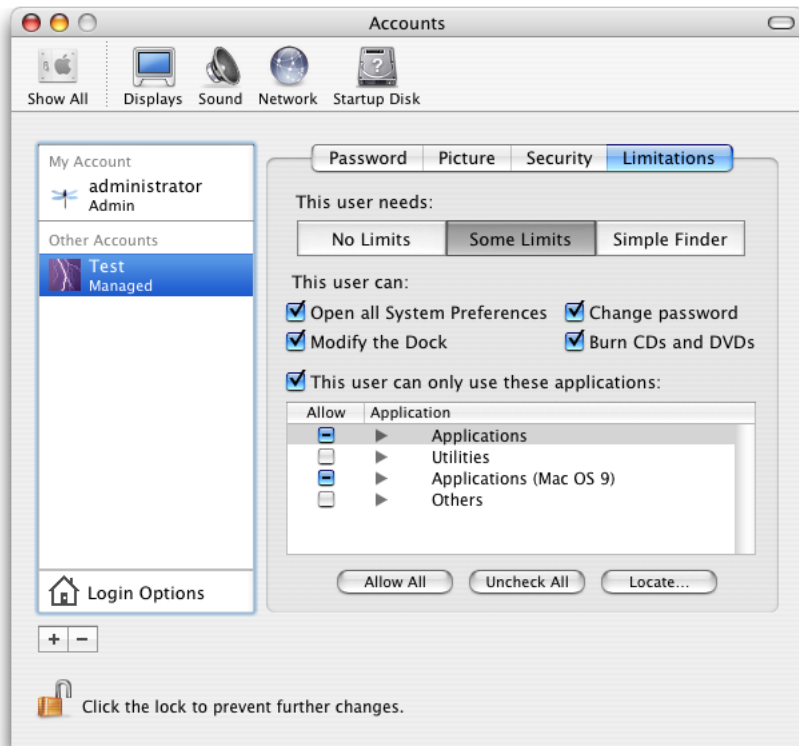 Accounts
Show All Displays Sound Network Startup Disk
My Account
administrator
Admin
Other Accounts
Test
Managed
Login Options
Password Picture Security Limitations
This user needs:
No Limits Some Limits Simple Finder
This user can:
Open all System Preferences Change password
Modify the Dock Burn CDs and DVDs
This user can only use these applications:
Allow Application
Applications
Utilities
Applications (Mac OS 9)
Others
Allow All Uncheck All Locate...
+ −
Click the lock to prevent further changes.